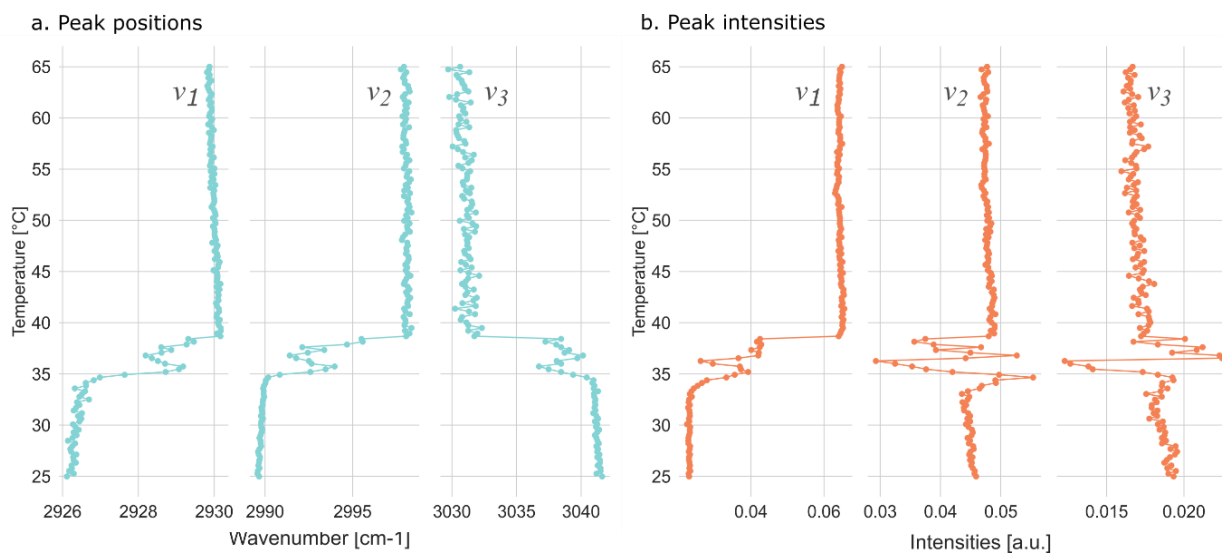 a. Peak positions
b. Peak intensities
65
60
55
50
45
40
35
30
25
Temperature [°C]
v1
v2
v3
2926
2928
2930
2990
2995
3030
3035
3040
Wavenumber [cm-1]
65
60
55
50
45
40
35
30
25
Temperature [°C]
v1
v2
v3
0.04
0.06
0.03
0.04
0.05
0.015
0.020
Intensities [a.u.]